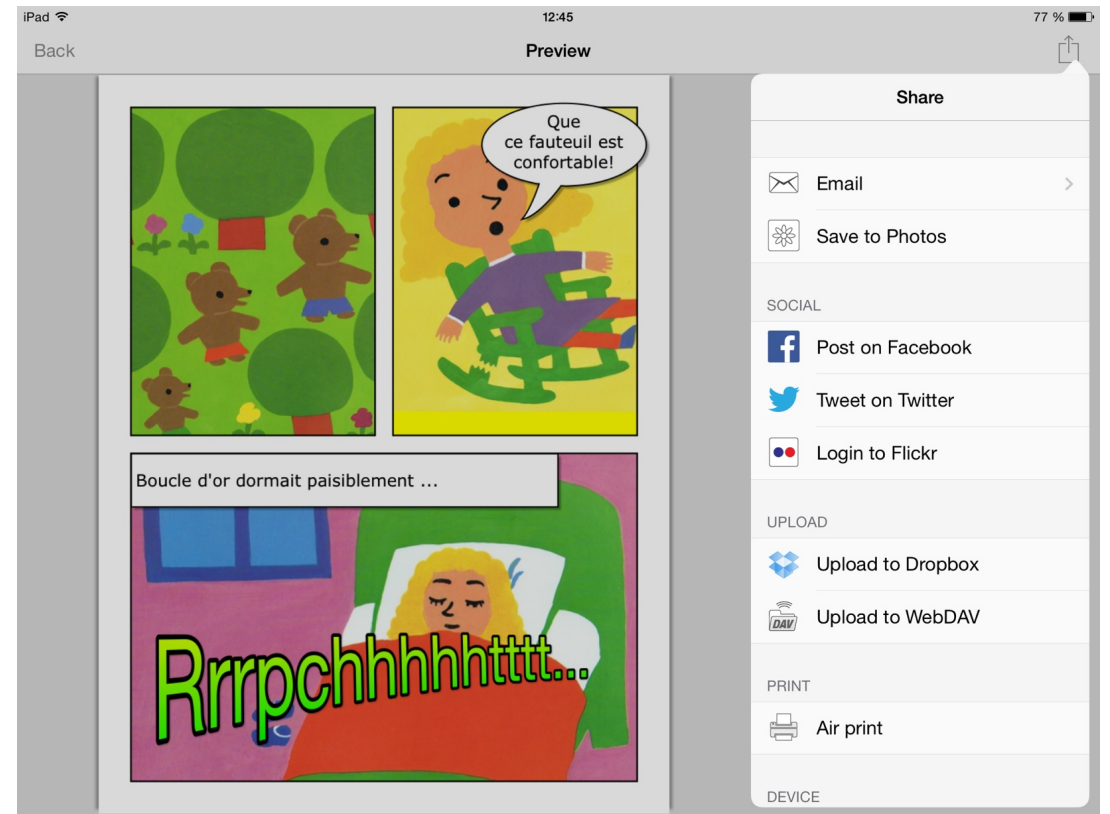 iPad 12:45 77 %
Back Preview
Que
ce fauteuil est
confortable!
Boucle d'or dormait paisiblement ...
Rrrpchhhhhtttt...
Share
Email
Save to Photos
SOCIAL
Post on Facebook
Tweet on Twitter
Login to Flickr
UPLOAD
Upload to Dropbox
DAV
Upload to WebDAV
PRINT
Air print
DEVICE